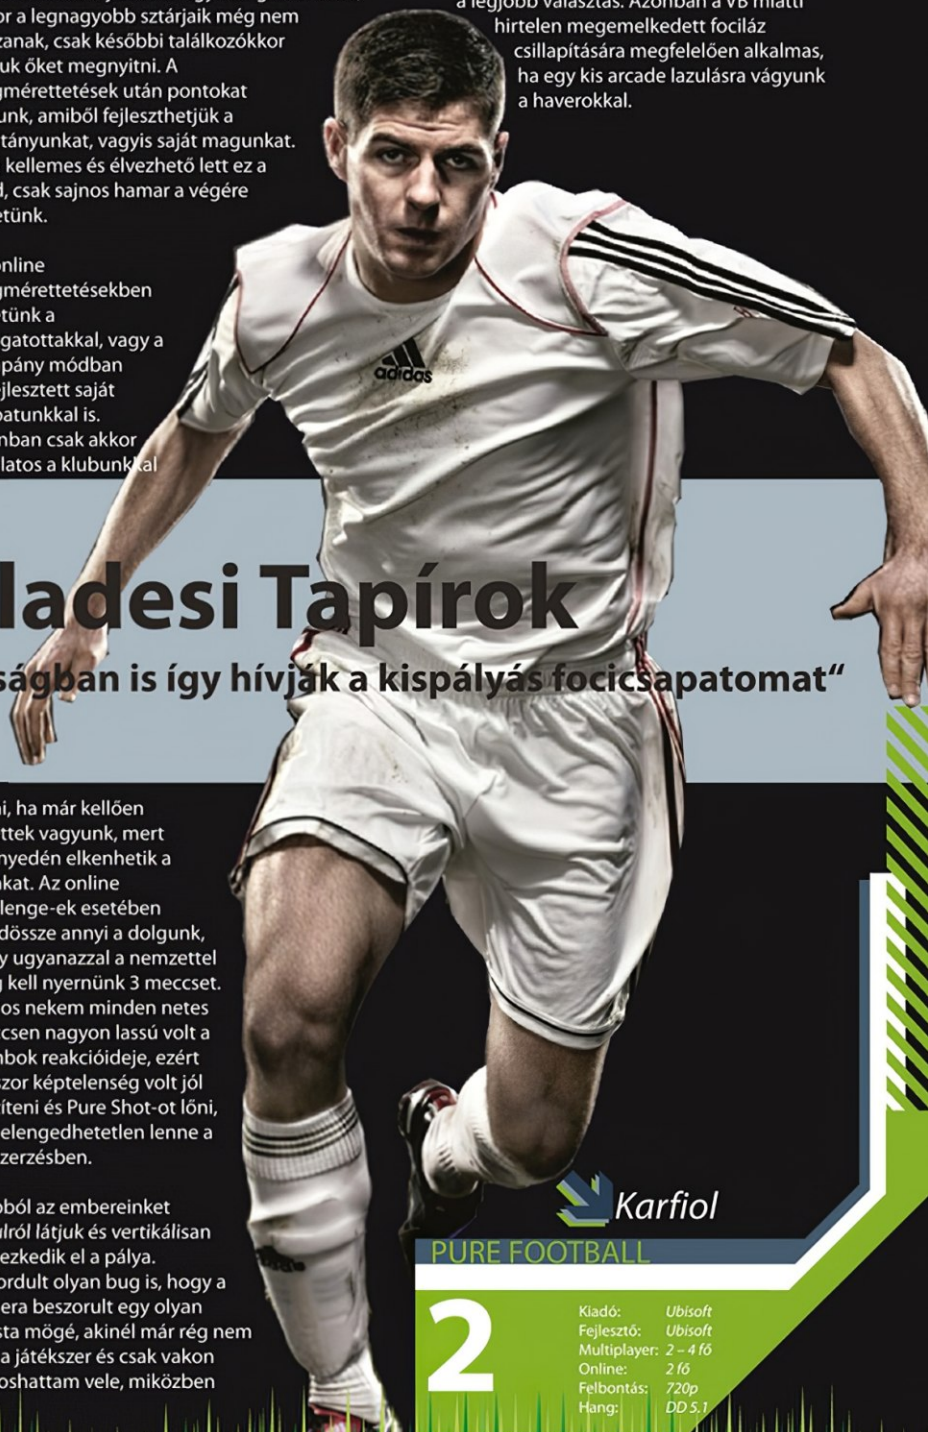 or a legnagyobb sztárjaik még nem
zanak, csak későbbi találkozókkor
uk őket megnyitni. A
gmérettetések után pontokat
unk, amiből fejleszthetjük a
tányunkat, vagyis saját magunkat.
kellemes és élvezhető lett ez a
d, csak sajnos hamar a végére
etünk.
online
gmérettetésekben
etünk a
gatottakkal, vagy a
pány módban
ejlesztett saját
patunkkal is.
nban csak akkor
latos a klubunkkal
a legjobb választás. Azonban a VB miatti
hirtelen megemelkedett fociláz
csillapítására megfelelően alkalmas,
ha egy kis arcade lazulásra vágyunk
a haverokkal.
adidas
ladesi Tapírok
ságban is így hívják a kispályás focicsapatomat“
ni, ha már kellően
ttek vagyunk, mert
nyedén elkenhetik a
nkat. Az online
lenge-ek esetében
dössze annyi a dolgunk,
y ugyanazzal a nemzettel
g kell nyernünk 3 meccset.
os nekem minden netes
ccsen nagyon lassú volt a
mbok reakcióideje, ezért
szor képtelenség volt jól
zíteni és Pure Shot-ot lőni,
elengedhetetlen lenne a
zerzésben.
bból az embereinket
ulról látjuk és vertikálisan
ezkedik el a pálya.
ordult olyan bug is, hogy a
era beszorult egy olyan
sta mögé, akinél már rég nem
a játékszer és csak vakon
oshattam vele, miközben
Karfiol
PURE FOOTBALL
2
Kiadó: Ubisoft
Fejlesztő: Ubisoft
Multiplayer: 2 – 4 fő
Online: 2 fő
Felbontás: 720p
Hang: DD 5.1